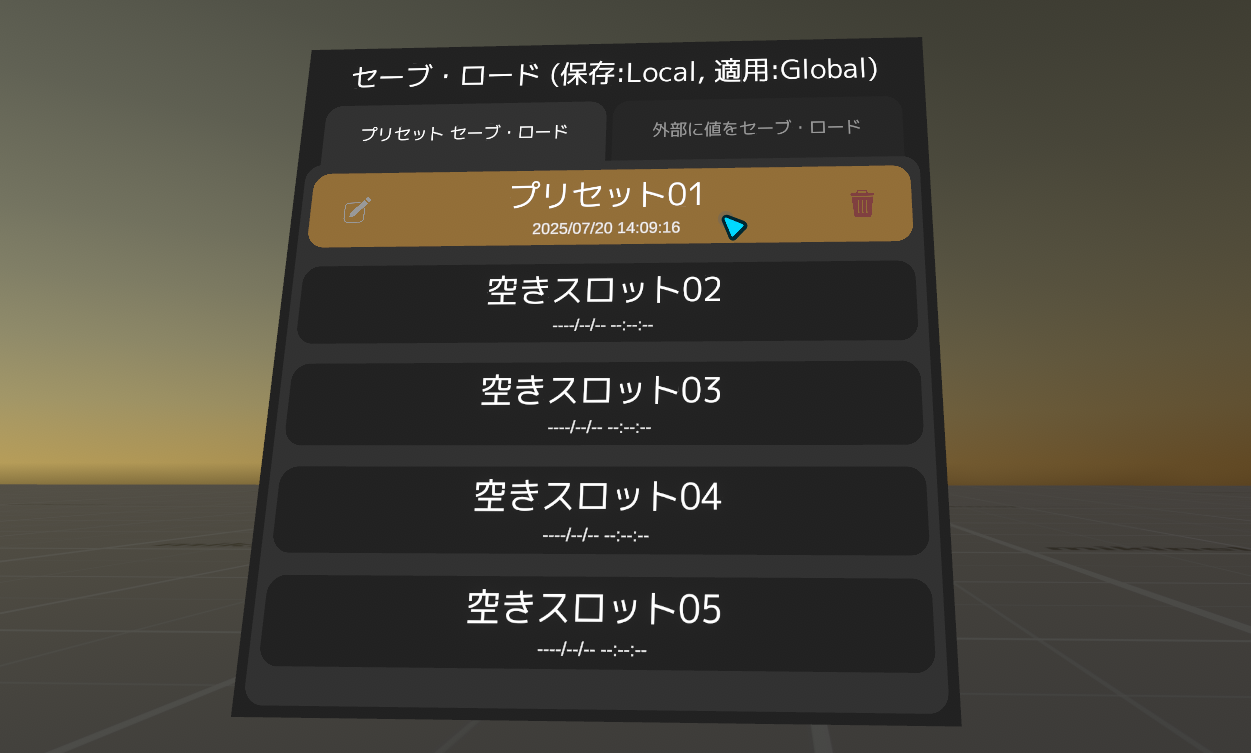 セーブ・ロード (保存:Local, 適用:Global)
プリセット セーブ・ロード
外部に値をセーブ・ロード
プリセット01
2025/07/20 14:09:16
空きスロット02
----/--/-- --:--:--
空きスロット03
----/--/-- --:--:--
空きスロット04
----/--/-- --:--:--
空きスロット05
----/--/-- --:--:--